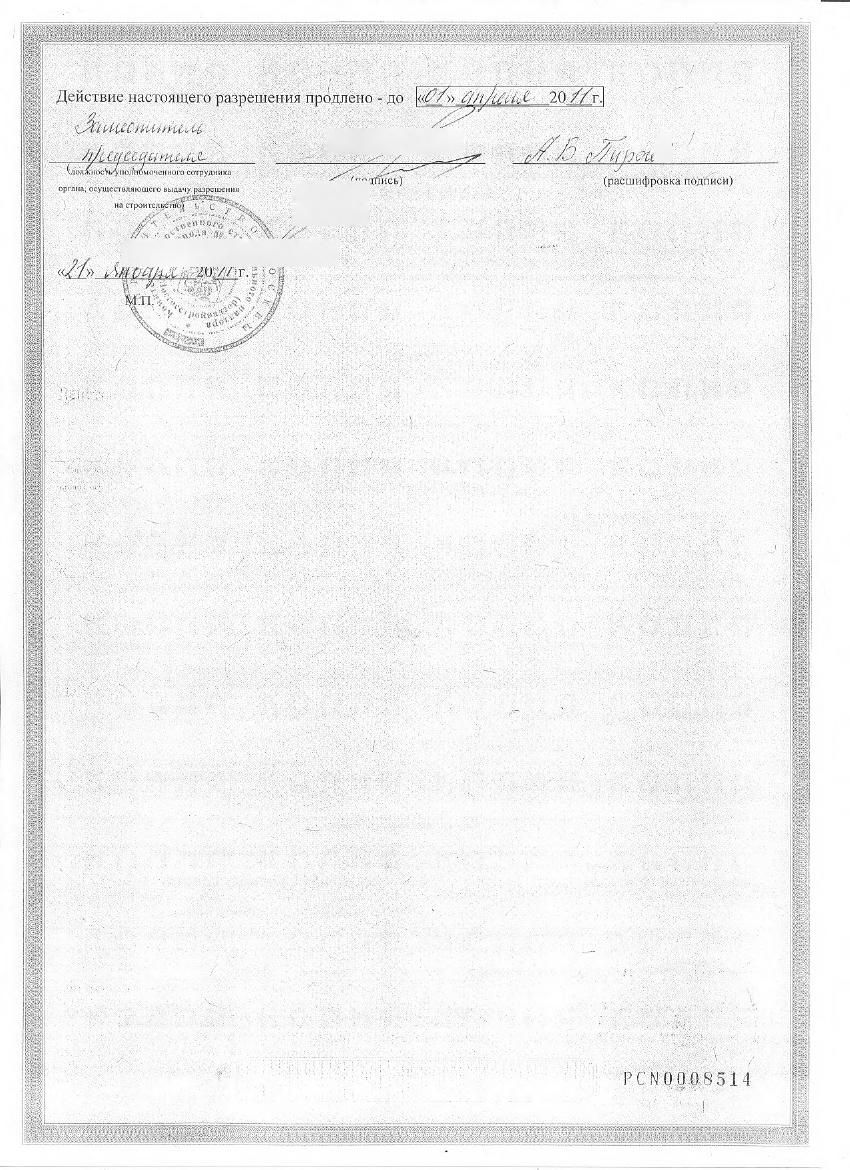 Действие настоящего разрешения продлено - до «01» апреля 2011 г.
Заместитель
председателя А.Б. Пирог
(должность уполномоченного сотрудника (подпись) (расшифровка подписи)
органа, осуществляющего выдачу разрешения
на строительство)
«21» января 2011 г.
М.П.
PCN0008514